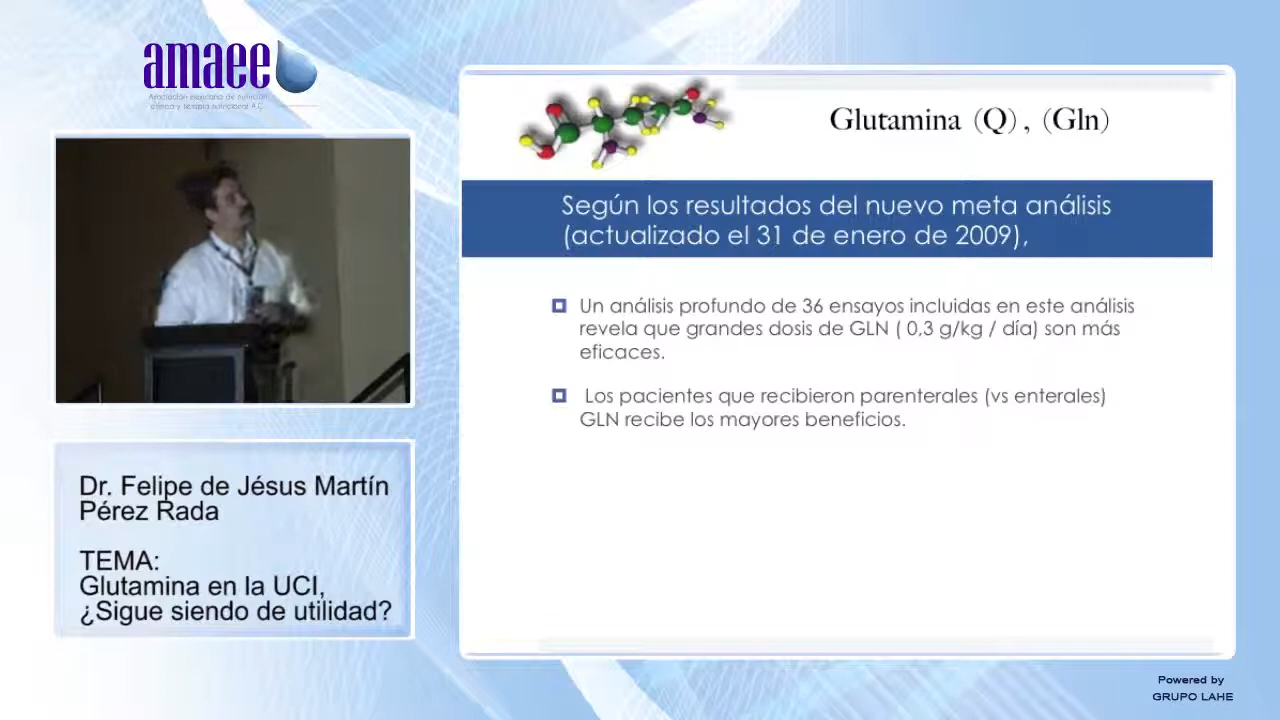 amaee
Asociación mexicana de nutrición
clínica y terapia nutricional A.C.
Glutamina (Q) , (Gln)
Según los resultados del nuevo meta análisis
(actualizado el 31 de enero de 2009),
Un análisis profundo de 36 ensayos incluidas en este análisis
revela que grandes dosis de GLN ( 0,3 g/kg / día) son más
eficaces.
Los pacientes que recibieron parenterales (vs enterales)
GLN recibe los mayores beneficios.
Dr. Felipe de Jésus Martín
Pérez Rada
TEMA:
Glutamina en la UCI,
¿Sigue siendo de utilidad?
Powered by
GRUPO LAHE